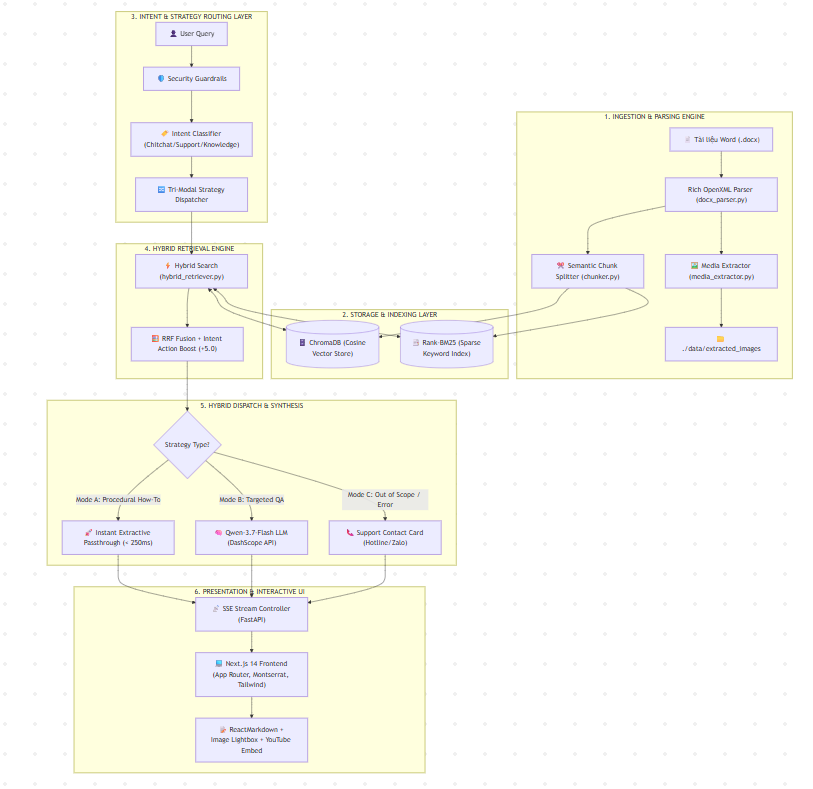 3. INTENT & STRATEGY ROUTING LAYER
User Query
Security Guardrails
Intent Classifier
(Chitchat/Support/Knowledge)
Tri-Modal Strategy
Dispatcher
1. INGESTION & PARSING ENGINE
Tài liệu Word (.docx)
Rich OpenXML Parser
(docx_parser.py)
Semantic Chunk
Splitter (chunker.py)
Media Extractor
(media_extractor.py)
./data/extracted_images
4. HYBRID RETRIEVAL ENGINE
Hybrid Search
(hybrid_retriever.py)
RRF Fusion + Intent
Action Boost (+5.0)
2. STORAGE & INDEXING LAYER
ChromaDB (Cosine
Vector Store)
Rank-BM25 (Sparse
Keyword Index)
5. HYBRID DISPATCH & SYNTHESIS
Strategy Type?
Mode A: Procedural How-To
Mode B: Targeted QA
Mode C: Out of Scope /
Error
Instant Extractive
Passthrough (< 250ms)
Qwen-3.7-Flash LLM
(DashScope API)
Support Contact Card
(Hotline/Zalo)
6. PRESENTATION & INTERACTIVE UI
SSE Stream Controller
(FastAPI)
Next.js 14 Frontend
(App Router, Montserrat,
Tailwind)
ReactMarkdown +
Image Lightbox + YouTube
Embed